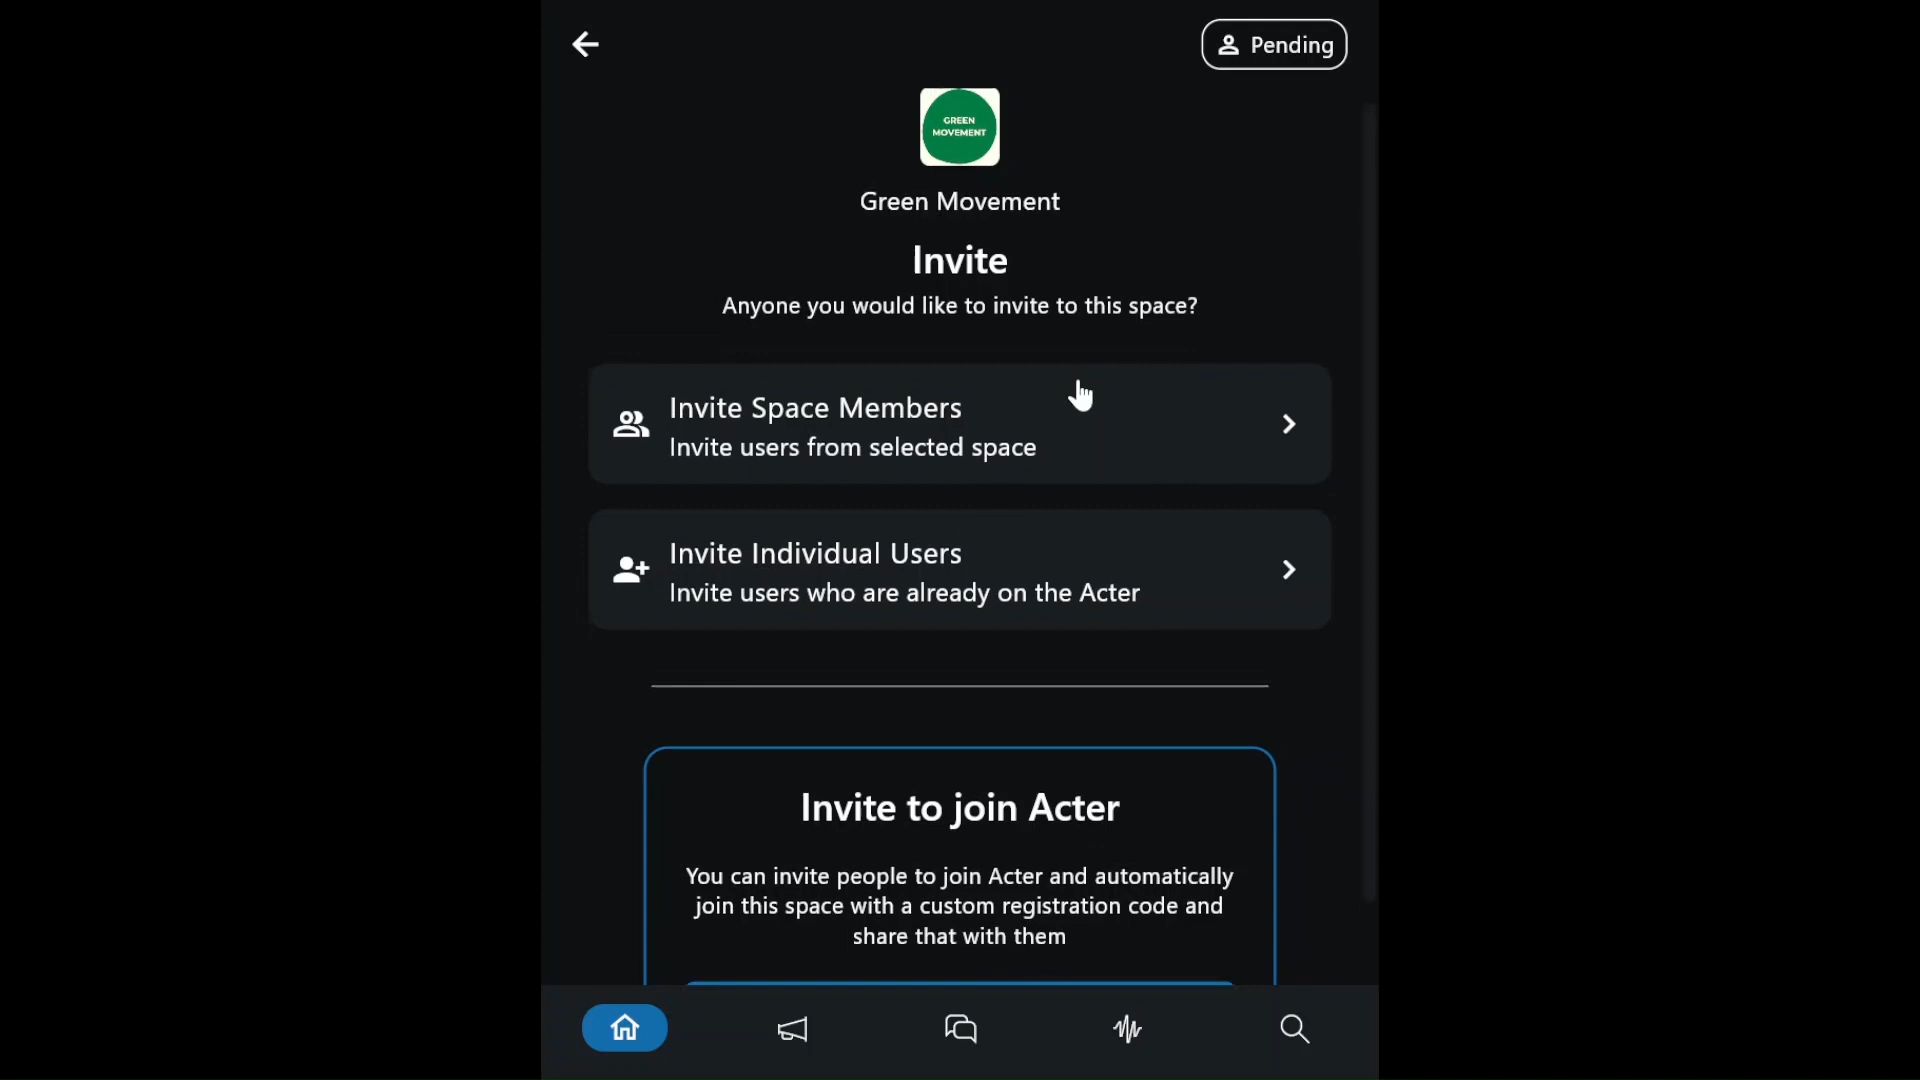 Pending
GREEN
MOVEMENT
Green Movement
Invite
Anyone you would like to invite to this space?
Invite Space Members
Invite users from selected space
Invite Individual Users
Invite users who are already on the Acter
Invite to join Acter
You can invite people to join Acter and automatically
join this space with a custom registration code and
share that with them